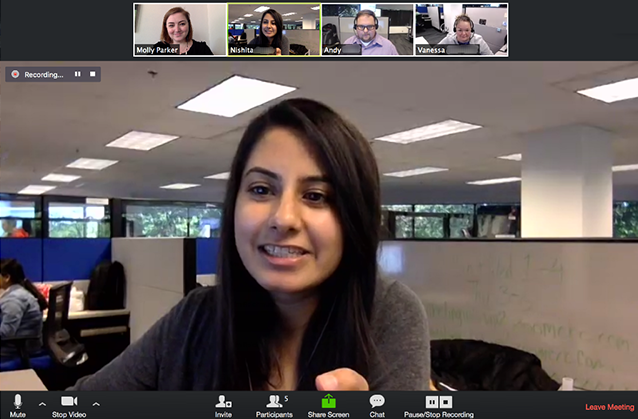 Molly Parker
Nishita
Andy
Vanessa
Recording...
5
Mute
Stop Video
Invite
Participants
Share Screen
Chat
Pause/Stop Recording
Leave Meeting